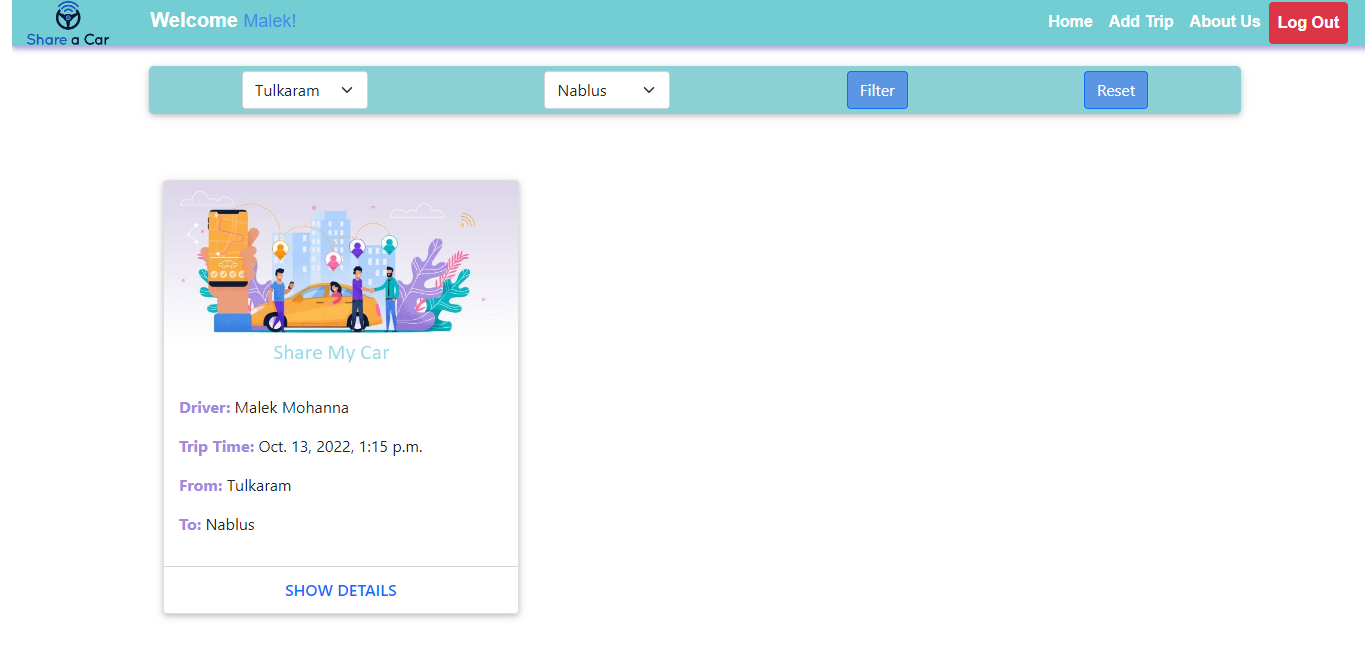 Share a Car
Welcome Malek!
Home Add Trip About Us Log Out
Tulkaram Nablus Filter Reset
Share My Car
Driver: Malek Mohanna
Trip Time: Oct. 13, 2022, 1:15 p.m.
From: Tulkaram
To: Nablus
SHOW DETAILS